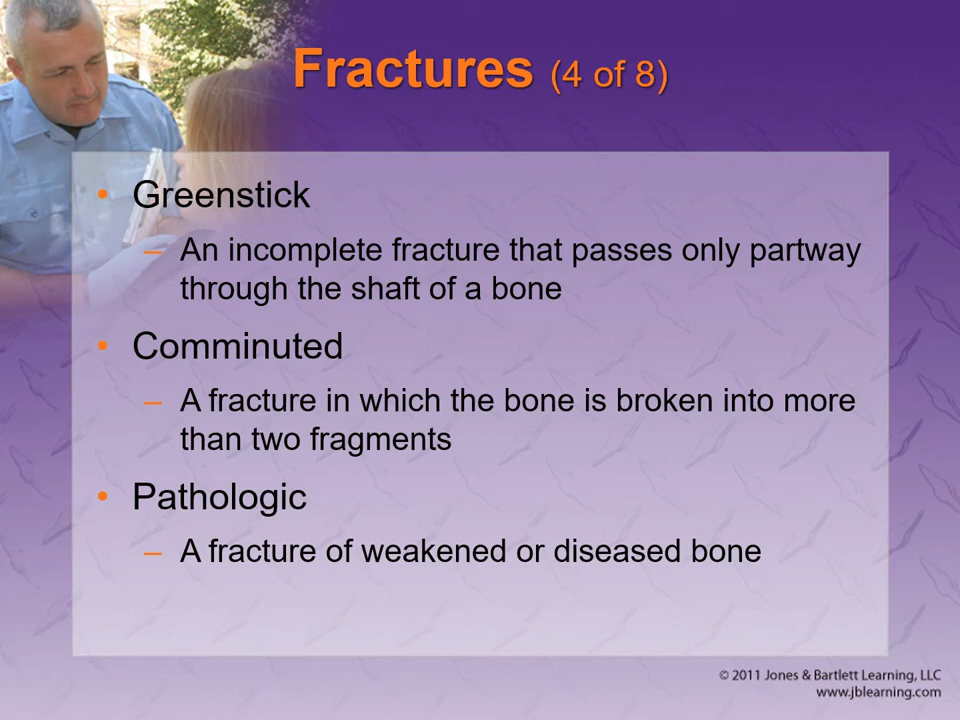 Fractures (4 of 8)
• Greenstick
– An incomplete fracture that passes only partway
through the shaft of a bone
• Comminuted
– A fracture in which the bone is broken into more
than two fragments
• Pathologic
– A fracture of weakened or diseased bone
© 2011 Jones & Bartlett Learning, LLC
www.jblearning.com